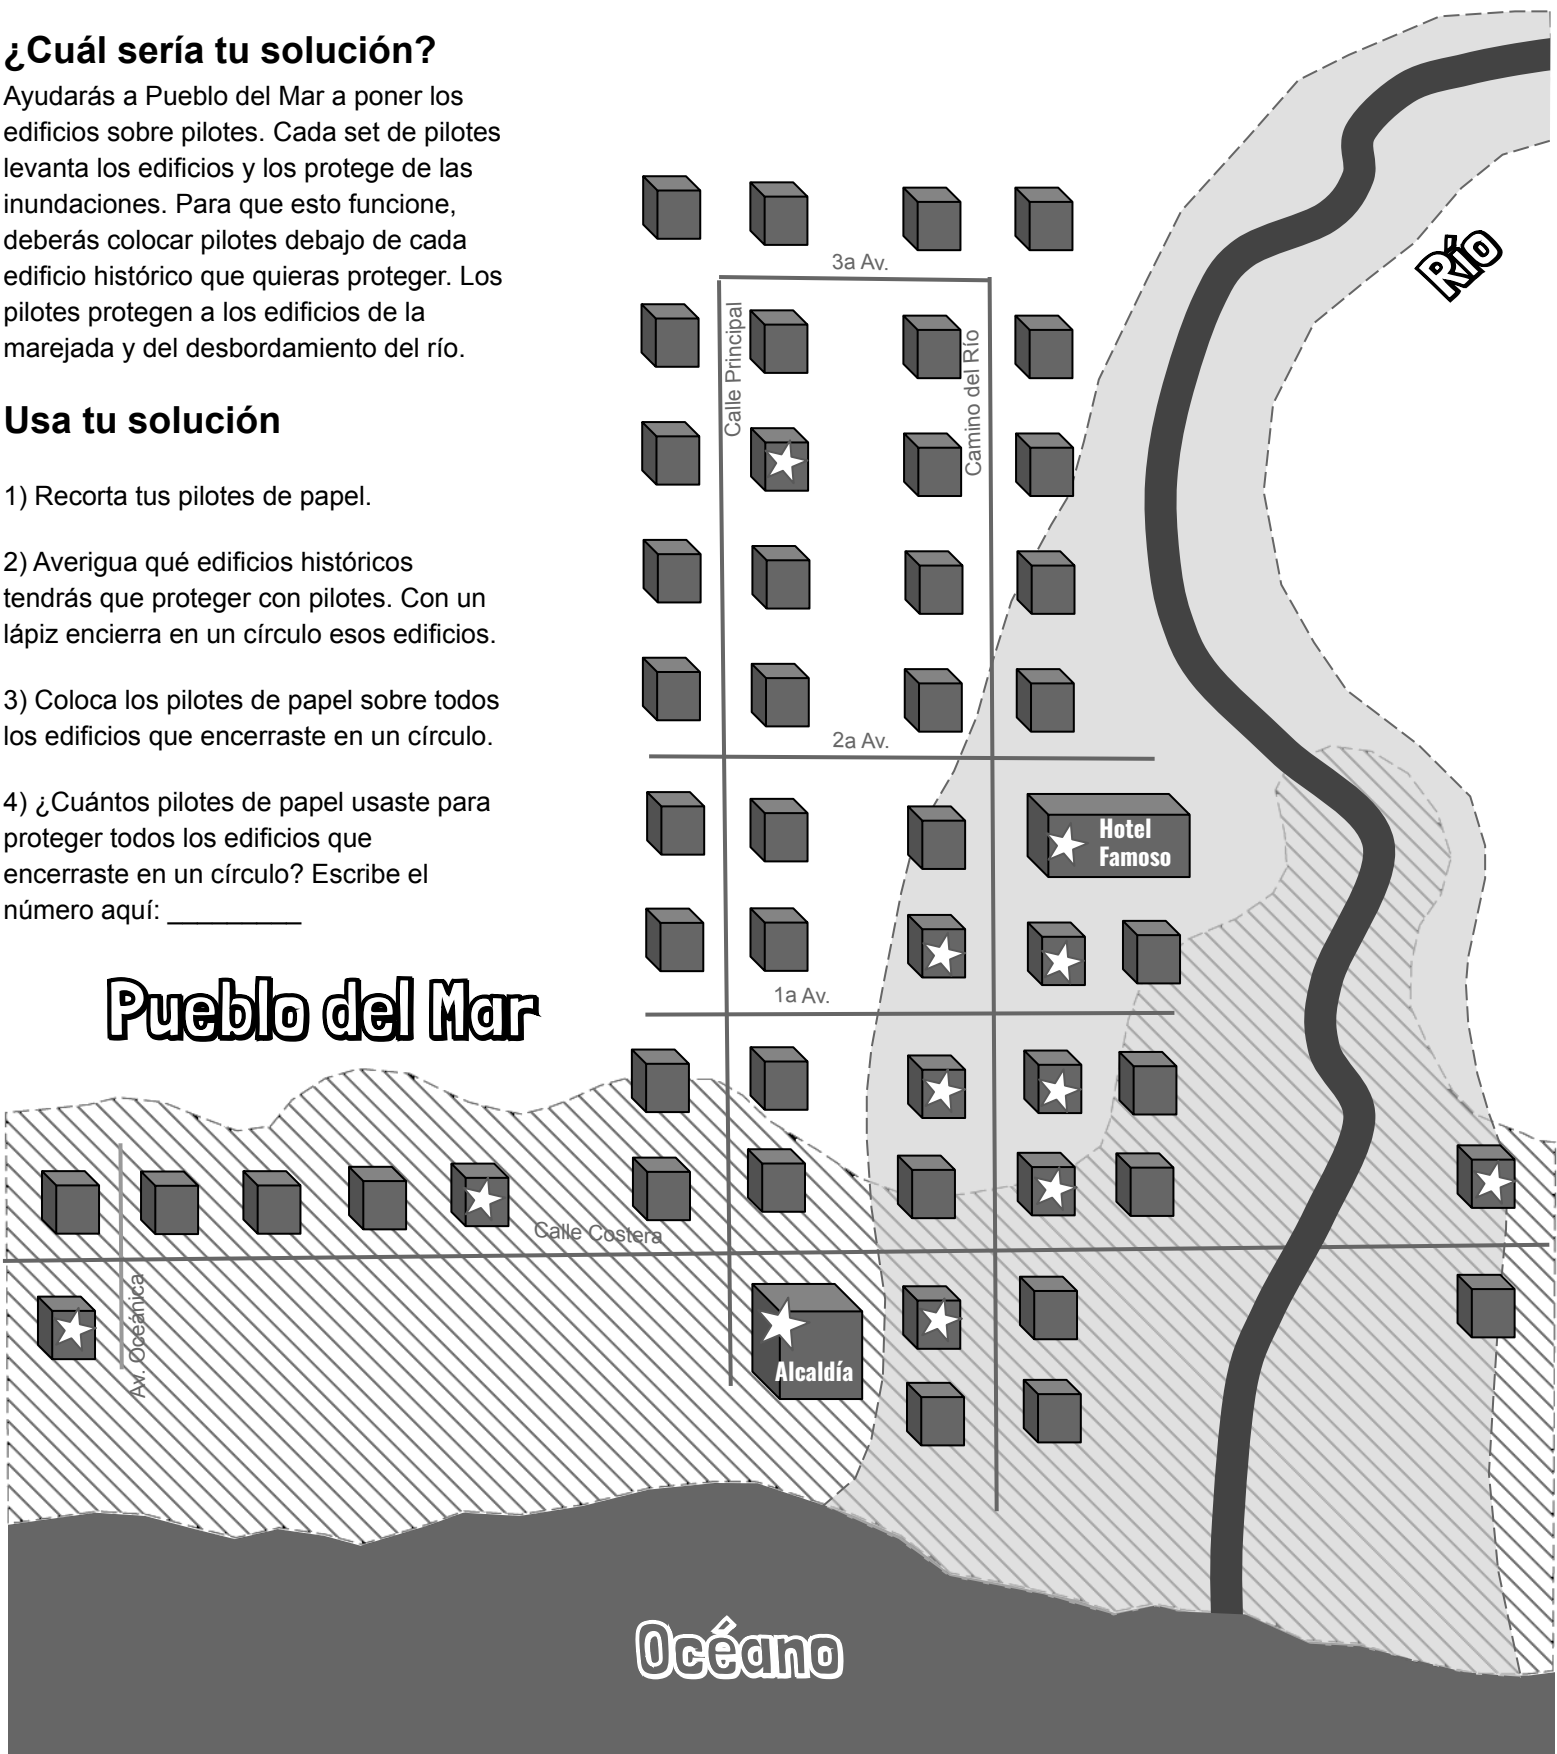 ¿Cuál sería tu solución?
Ayudarás a Pueblo del Mar a poner los
edificios sobre pilotes. Cada set de pilotes
levanta los edificios y los protege de las
inundaciones. Para que esto funcione,
deberás colocar pilotes debajo de cada
edificio histórico que quieras proteger. Los
pilotes protegen a los edificios de la
marejada y del desbordamiento del río.
Usa tu solución
1) Recorta tus pilotes de papel.
2) Averigua qué edificios históricos
tendrás que proteger con pilotes. Con un
lápiz encierra en un círculo esos edificios.
3) Coloca los pilotes de papel sobre todos
los edificios que encerraste en un círculo.
4) ¿Cuántos pilotes de papel usaste para
proteger todos los edificios que
encerraste en un círculo? Escribe el
número aquí: _________
Río
3a Av.
Calle Principal
Camino del Río
2a Av.
Hotel
Famoso
Pueblo del Mar
1a Av.
Calle Costera
Av. Oceánica
Alcaldía
Océano